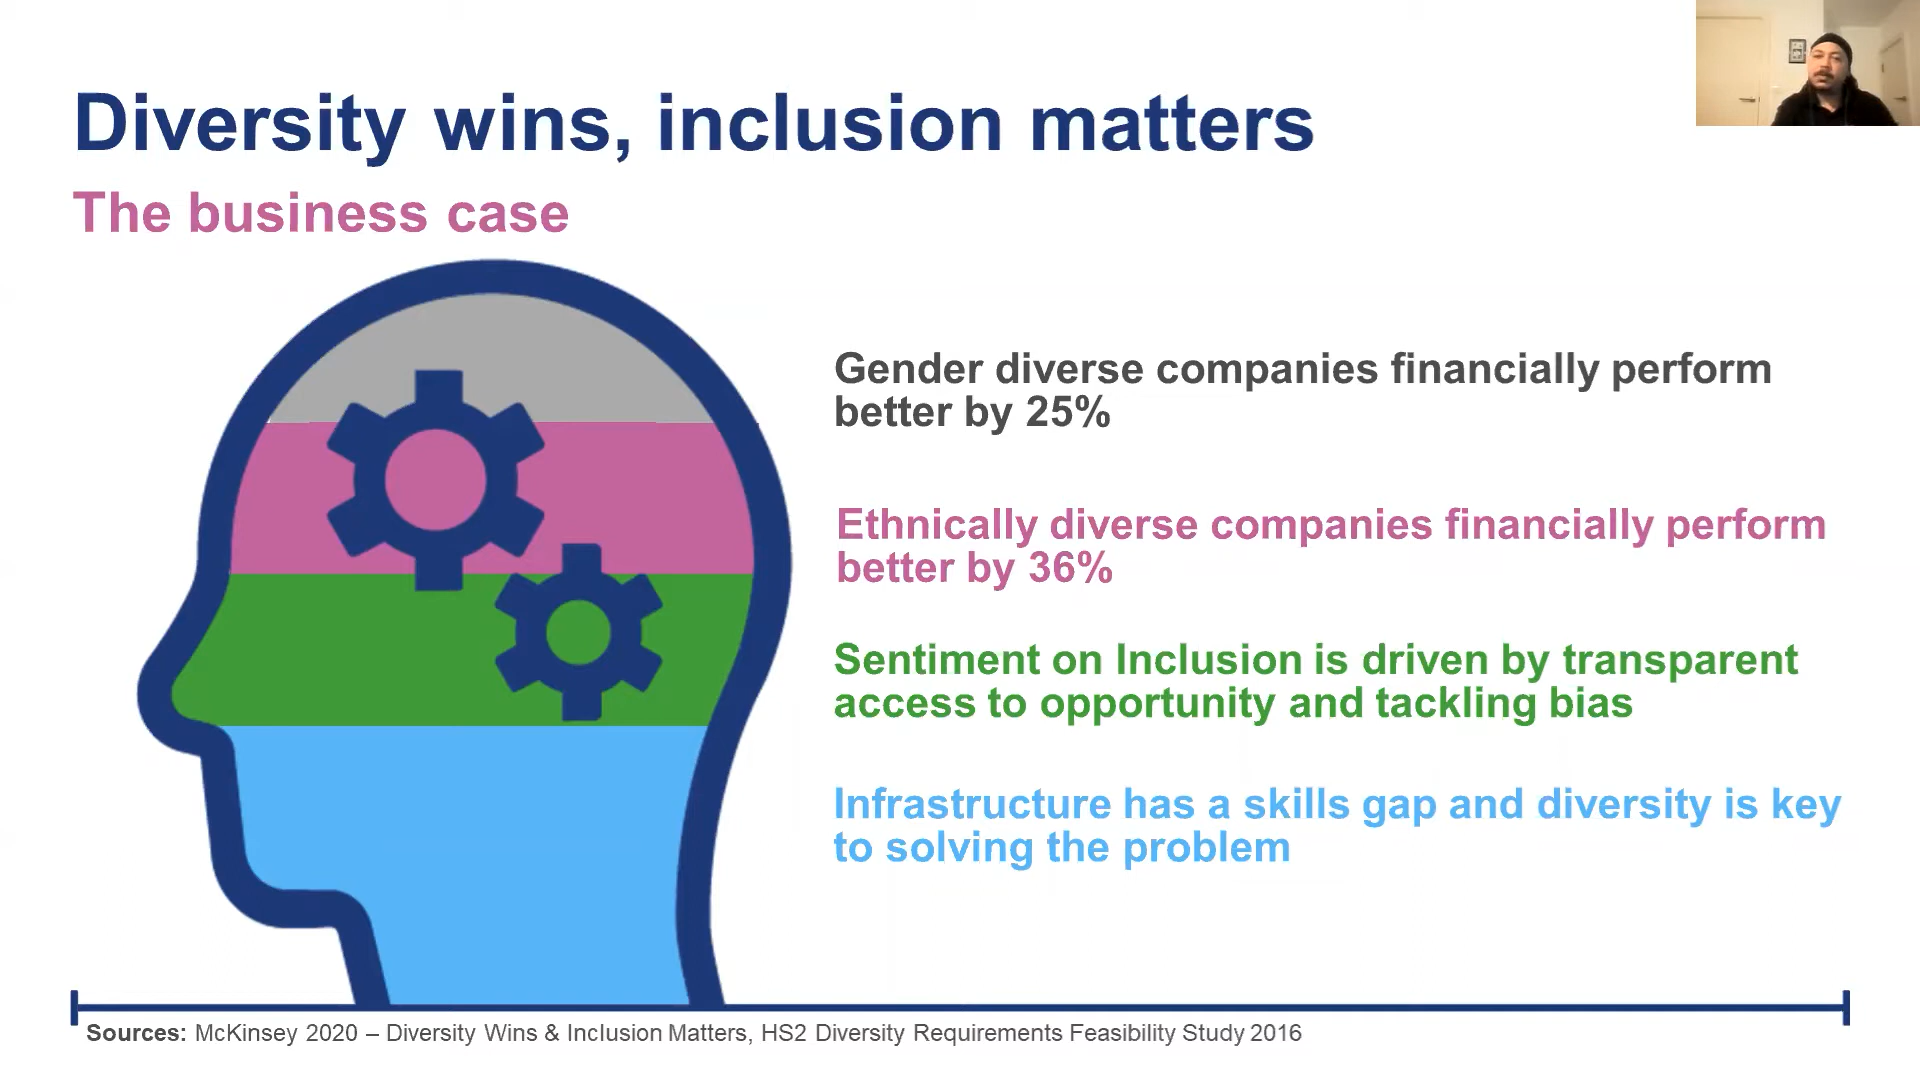 Diversity wins, inclusion matters
The business case
Gender diverse companies financially perform
better by 25%
Ethnically diverse companies financially perform
better by 36%
Sentiment on Inclusion is driven by transparent
access to opportunity and tackling bias
Infrastructure has a skills gap and diversity is key
to solving the problem
Sources: McKinsey 2020 – Diversity Wins & Inclusion Matters, HS2 Diversity Requirements Feasibility Study 2016